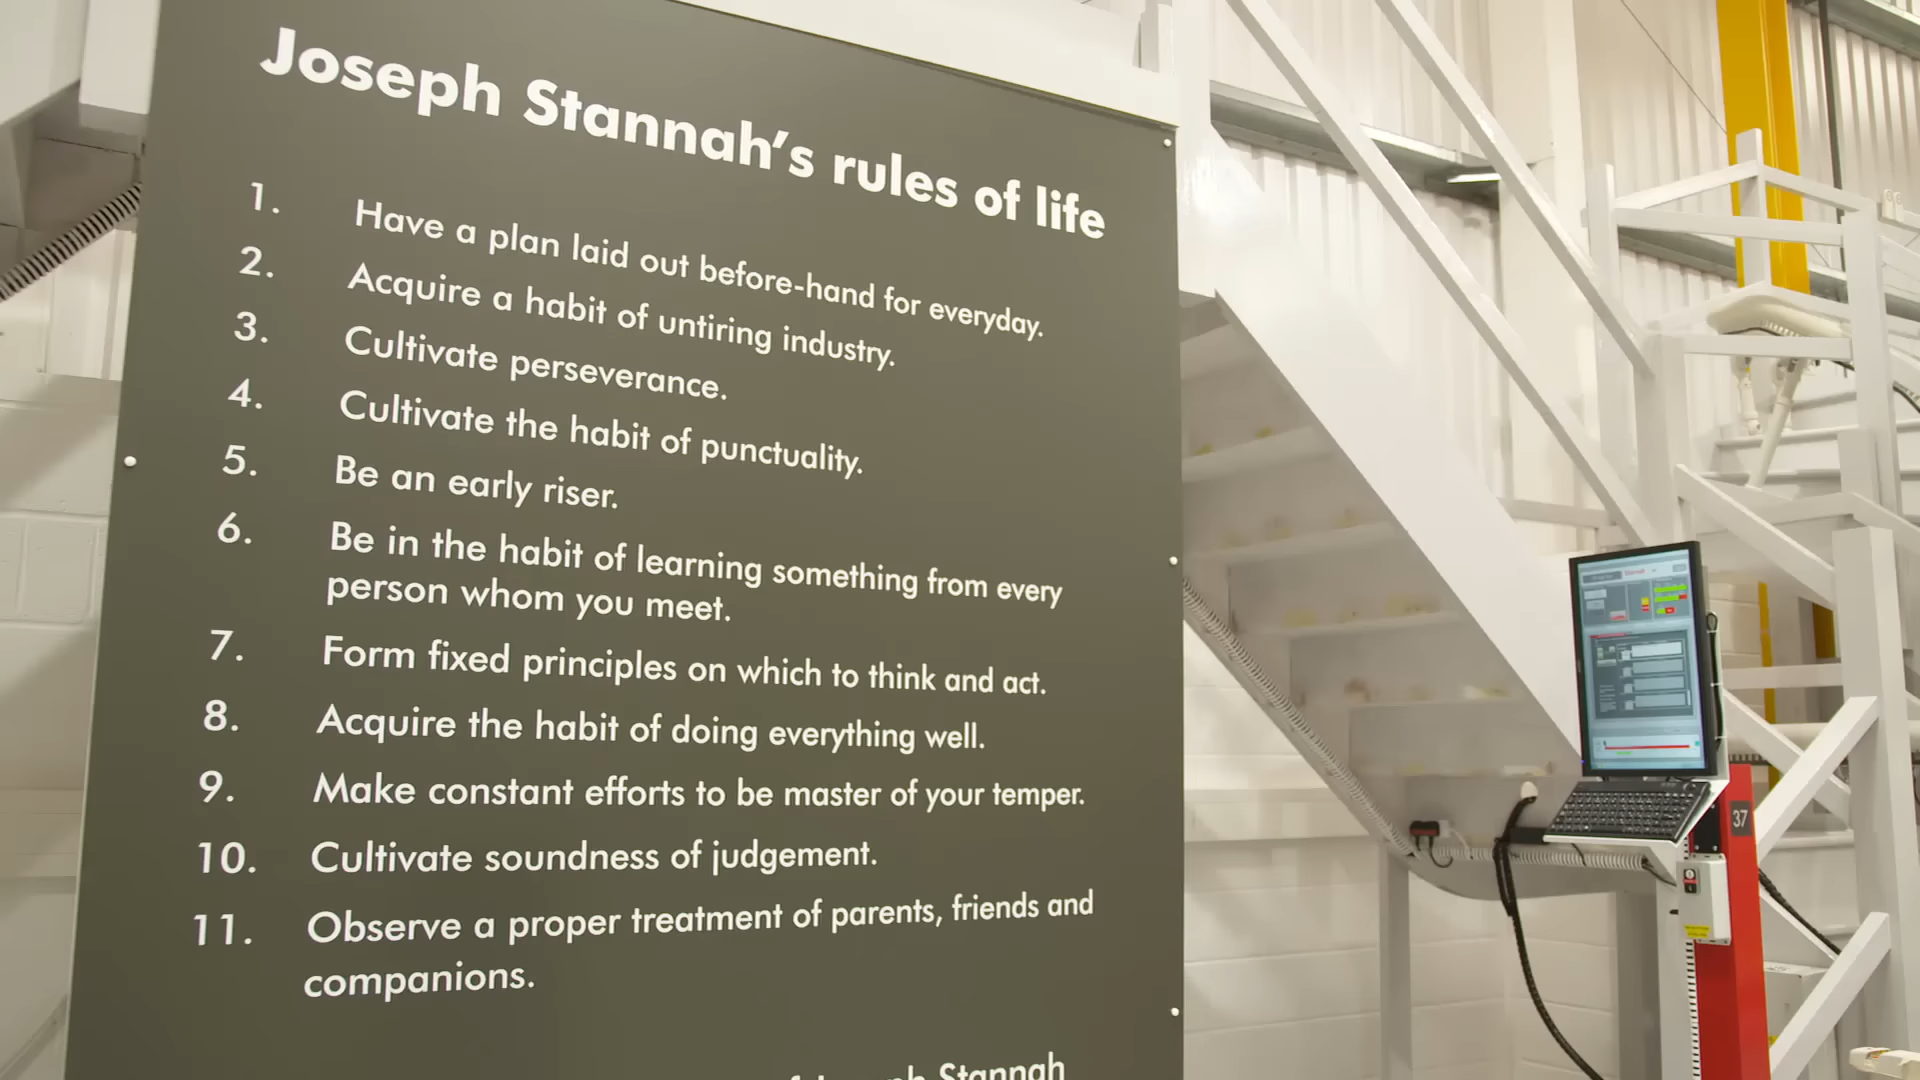 Joseph Stannah's rules of life
1. Have a plan laid out before-hand for everyday.
2. Acquire a habit of untiring industry.
3. Cultivate perseverance.
4. Cultivate the habit of punctuality.
5. Be an early riser.
6. Be in the habit of learning something from every
person whom you meet.
7. Form fixed principles on which to think and act.
8. Acquire the habit of doing everything well.
9. Make constant efforts to be master of your temper.
10. Cultivate soundness of judgement.
11. Observe a proper treatment of parents, friends and
companions.
Joseph Stannah
37